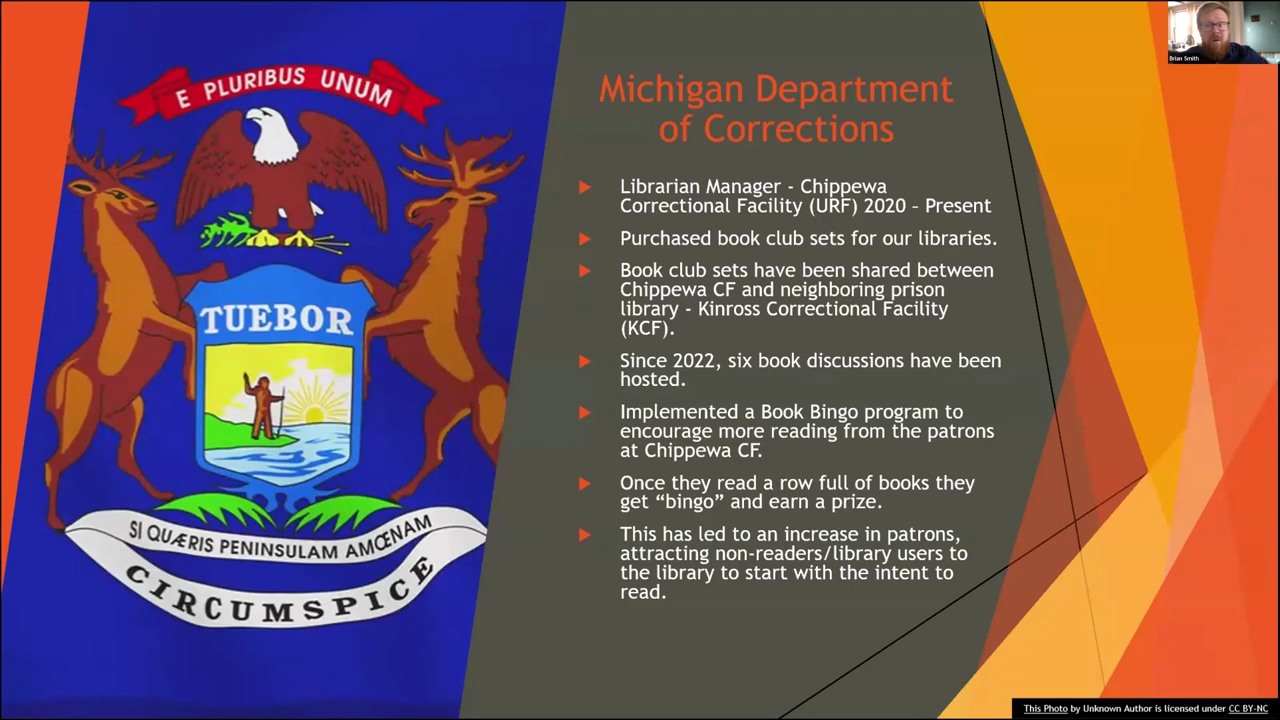 E PLURIBUS UNUM
TUEBOR
SI QUÆRIS PENINSULAM AMŒNAM
CIRCUMSPICE
Michigan Department
of Corrections
Librarian Manager - Chippewa
Correctional Facility (URF) 2020 – Present
Purchased book club sets for our libraries.
Book club sets have been shared between
Chippewa CF and neighboring prison
library - Kinross Correctional Facility
(KCF).
Since 2022, six book discussions have been
hosted.
Implemented a Book Bingo program to
encourage more reading from the patrons
at Chippewa CF.
Once they read a row full of books they
get “bingo” and earn a prize.
This has led to an increase in patrons,
attracting non-readers/library users to
the library to start with the intent to
read.
Brian Smith
This Photo by Unknown Author is licensed under CC BY-NC